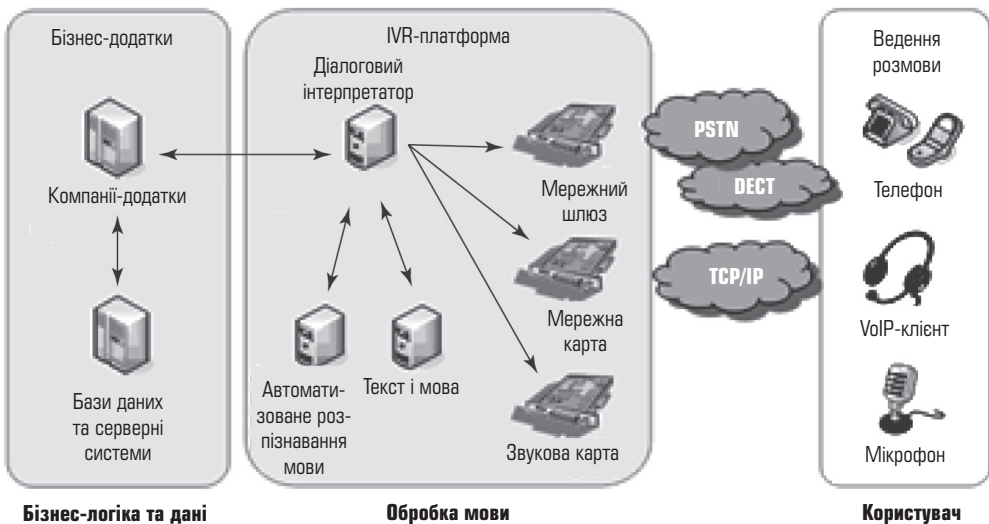 Бізнес-додатки
Компанії-додатки
Бази даних
та серверні
системи
IVR-платформа
Діалоговий
інтерпретатор
Автомати-
зоване роз-
пізнавання
мови
Текст і мова
Мережний
шлюз
Мережна
карта
Звукова карта
PSTN
DECT
TCP/IP
Ведення
розмови
Телефон
VoIP-клієнт
Мікрофон
Бізнес-логіка та дані
Обробка мови
Користувач